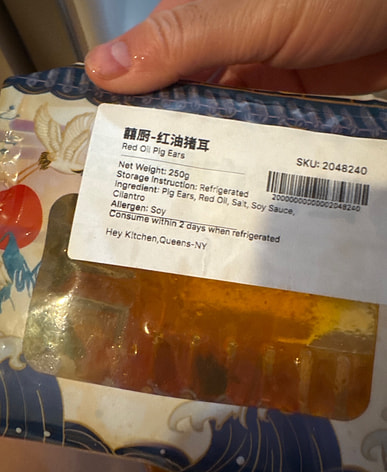 囍厨-红油猪耳
Red Oil Pig Ears
SKU: 2048240
Net Weight: 250g
Storage Instruction: Refrigerated
Ingredient: Pig Ears, Red Oil, Salt, Soy Sauce,
Cilantro
Allergen: Soy
Consume within 2 days when refrigerated
Hey Kitchen,Queens-NY